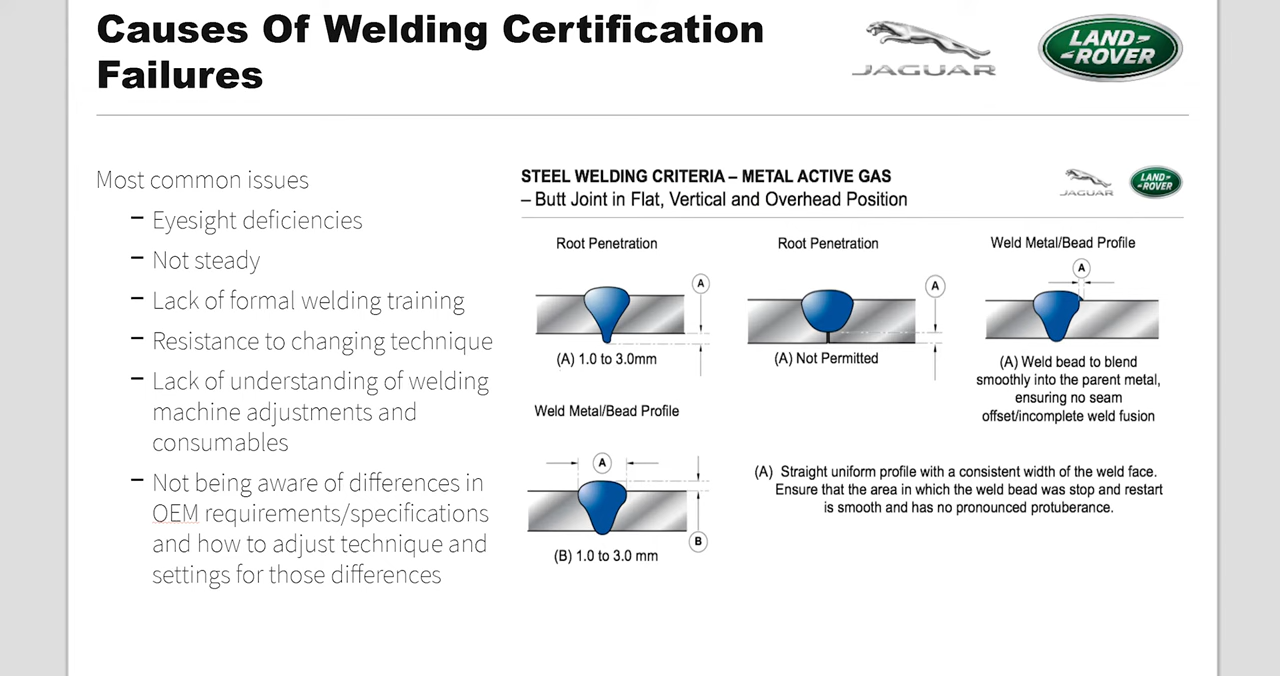 Causes Of Welding Certification
Failures
JAGUAR
LAND-
-ROVER
Most common issues
– Eyesight deficiencies
– Not steady
– Lack of formal welding training
– Resistance to changing technique
– Lack of understanding of welding
machine adjustments and
consumables
– Not being aware of differences in
OEM requirements/specifications
and how to adjust technique and
settings for those differences
STEEL WELDING CRITERIA – METAL ACTIVE GAS
– Butt Joint in Flat, Vertical and Overhead Position
JAGUAR
LAND-
-ROVER
Root Penetration
A
(A) 1.0 to 3.0mm
Root Penetration
A
(A) Not Permitted
Weld Metal/Bead Profile
A
(A) Weld bead to blend
smoothly into the parent metal,
ensuring no seam
offset/incomplete weld fusion
Weld Metal/Bead Profile
A
B
(B) 1.0 to 3.0 mm
(A) Straight uniform profile with a consistent width of the weld face.
Ensure that the area in which the weld bead was stop and restart
is smooth and has no pronounced protuberance.